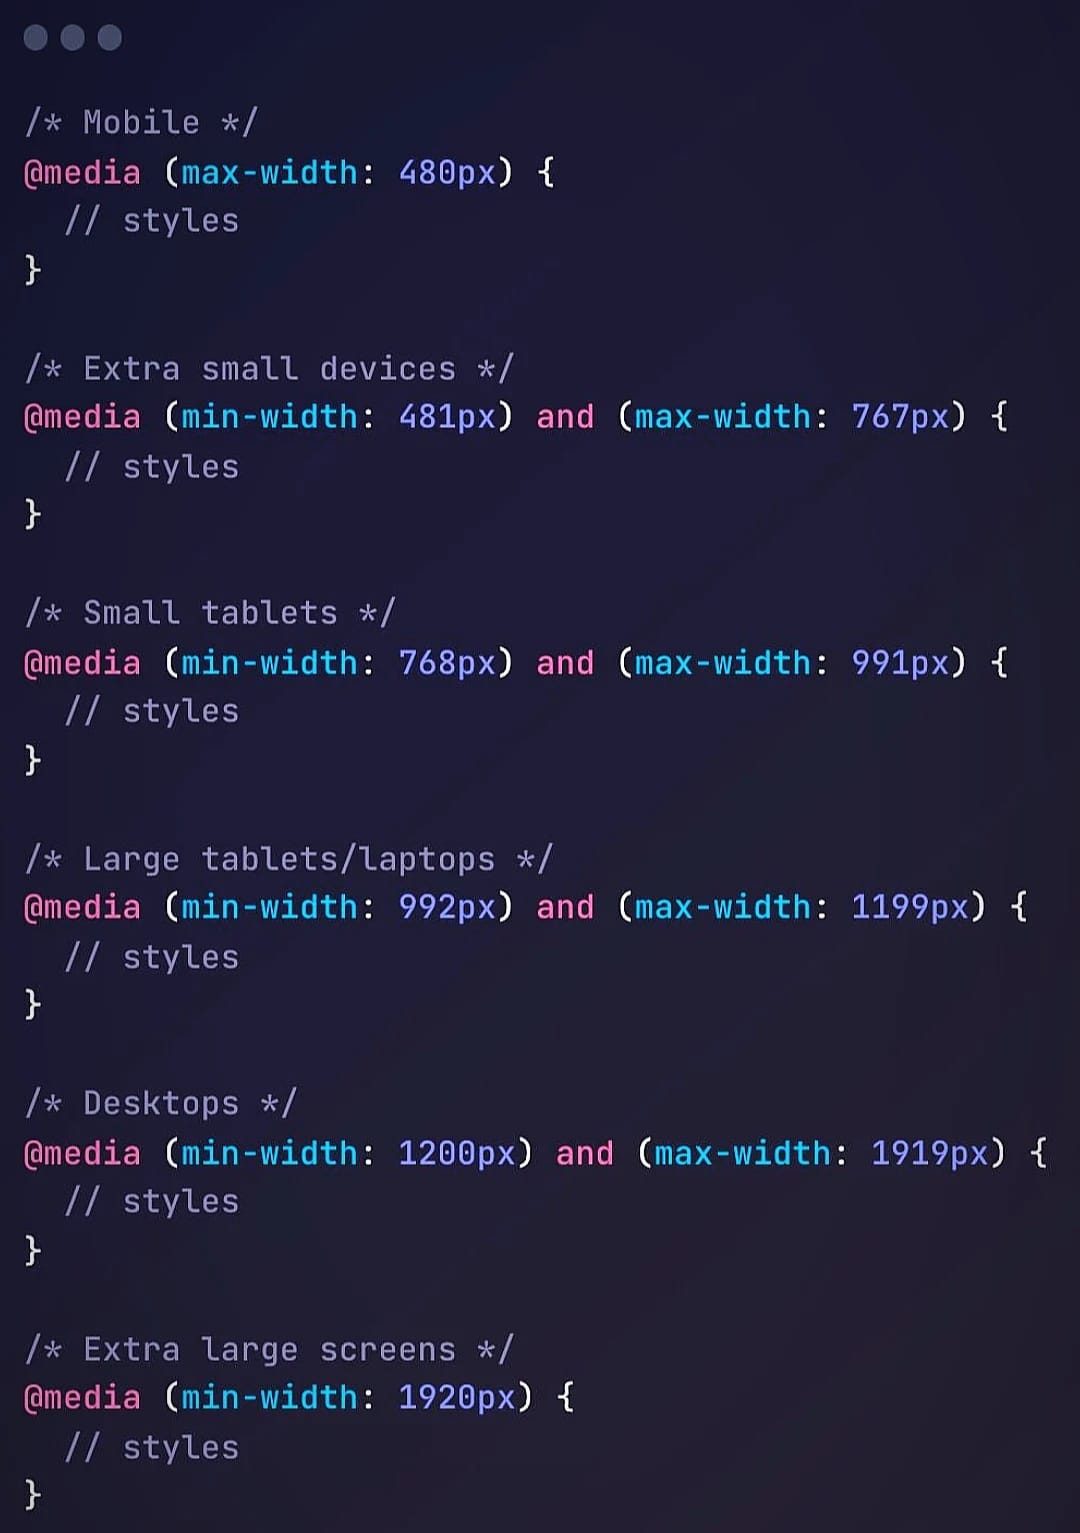 /* Mobile */
@media (max-width: 480px) {
  // styles
}
/* Extra small devices */
@media (min-width: 481px) and (max-width: 767px) {
  // styles
}
/* Small tablets */
@media (min-width: 768px) and (max-width: 991px) {
  // styles
}
/* Large tablets/laptops */
@media (min-width: 992px) and (max-width: 1199px) {
  // styles
}
/* Desktops */
@media (min-width: 1200px) and (max-width: 1919px) {
  // styles
}
/* Extra large screens */
@media (min-width: 1920px) {
  // styles
}